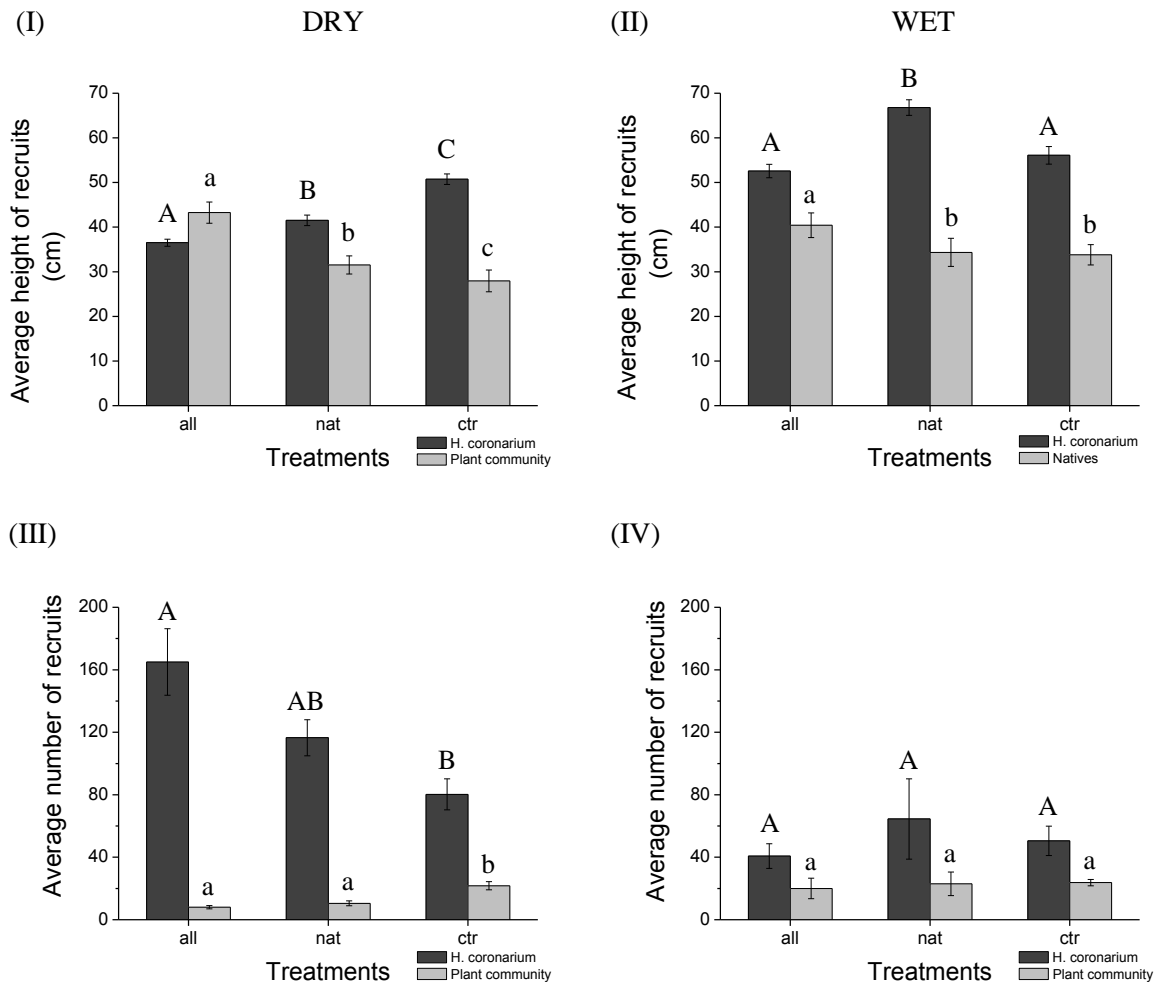 (I) DRY
Average height of recruits
(cm)
70
60
50
40
30
20
10
0
A a B b C c
all nat ctr
Treatments
H. coronarium
Plant community
(II) WET
Average height of recruits
(cm)
70
60
50
40
30
20
10
0
A a B b A b
all nat ctr
Treatments
H. coronarium
Natives
(III)
Average number of recruits
200
160
120
80
40
0
A a AB a B b
all nat ctr
Treatments
H. coronarium
Plant community
(IV)
Average number of recruits
200
160
120
80
40
0
A a A a A a
all nat ctr
Treatments
H. coronarium
Plant community